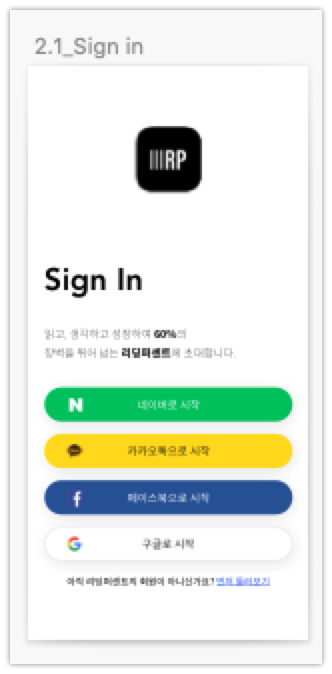 2.1_Sign in
RP
Sign In
읽고, 생각하고 성장하여 60%의
장벽을 뛰어 넘는 리딩퍼센트에 초대합니다.
N 네이버로 시작
카카오톡으로 시작
f 페이스북으로 시작
G 구글로 시작
아직 리딩퍼센트의 회원이 아니신가요? 먼저 둘러보기